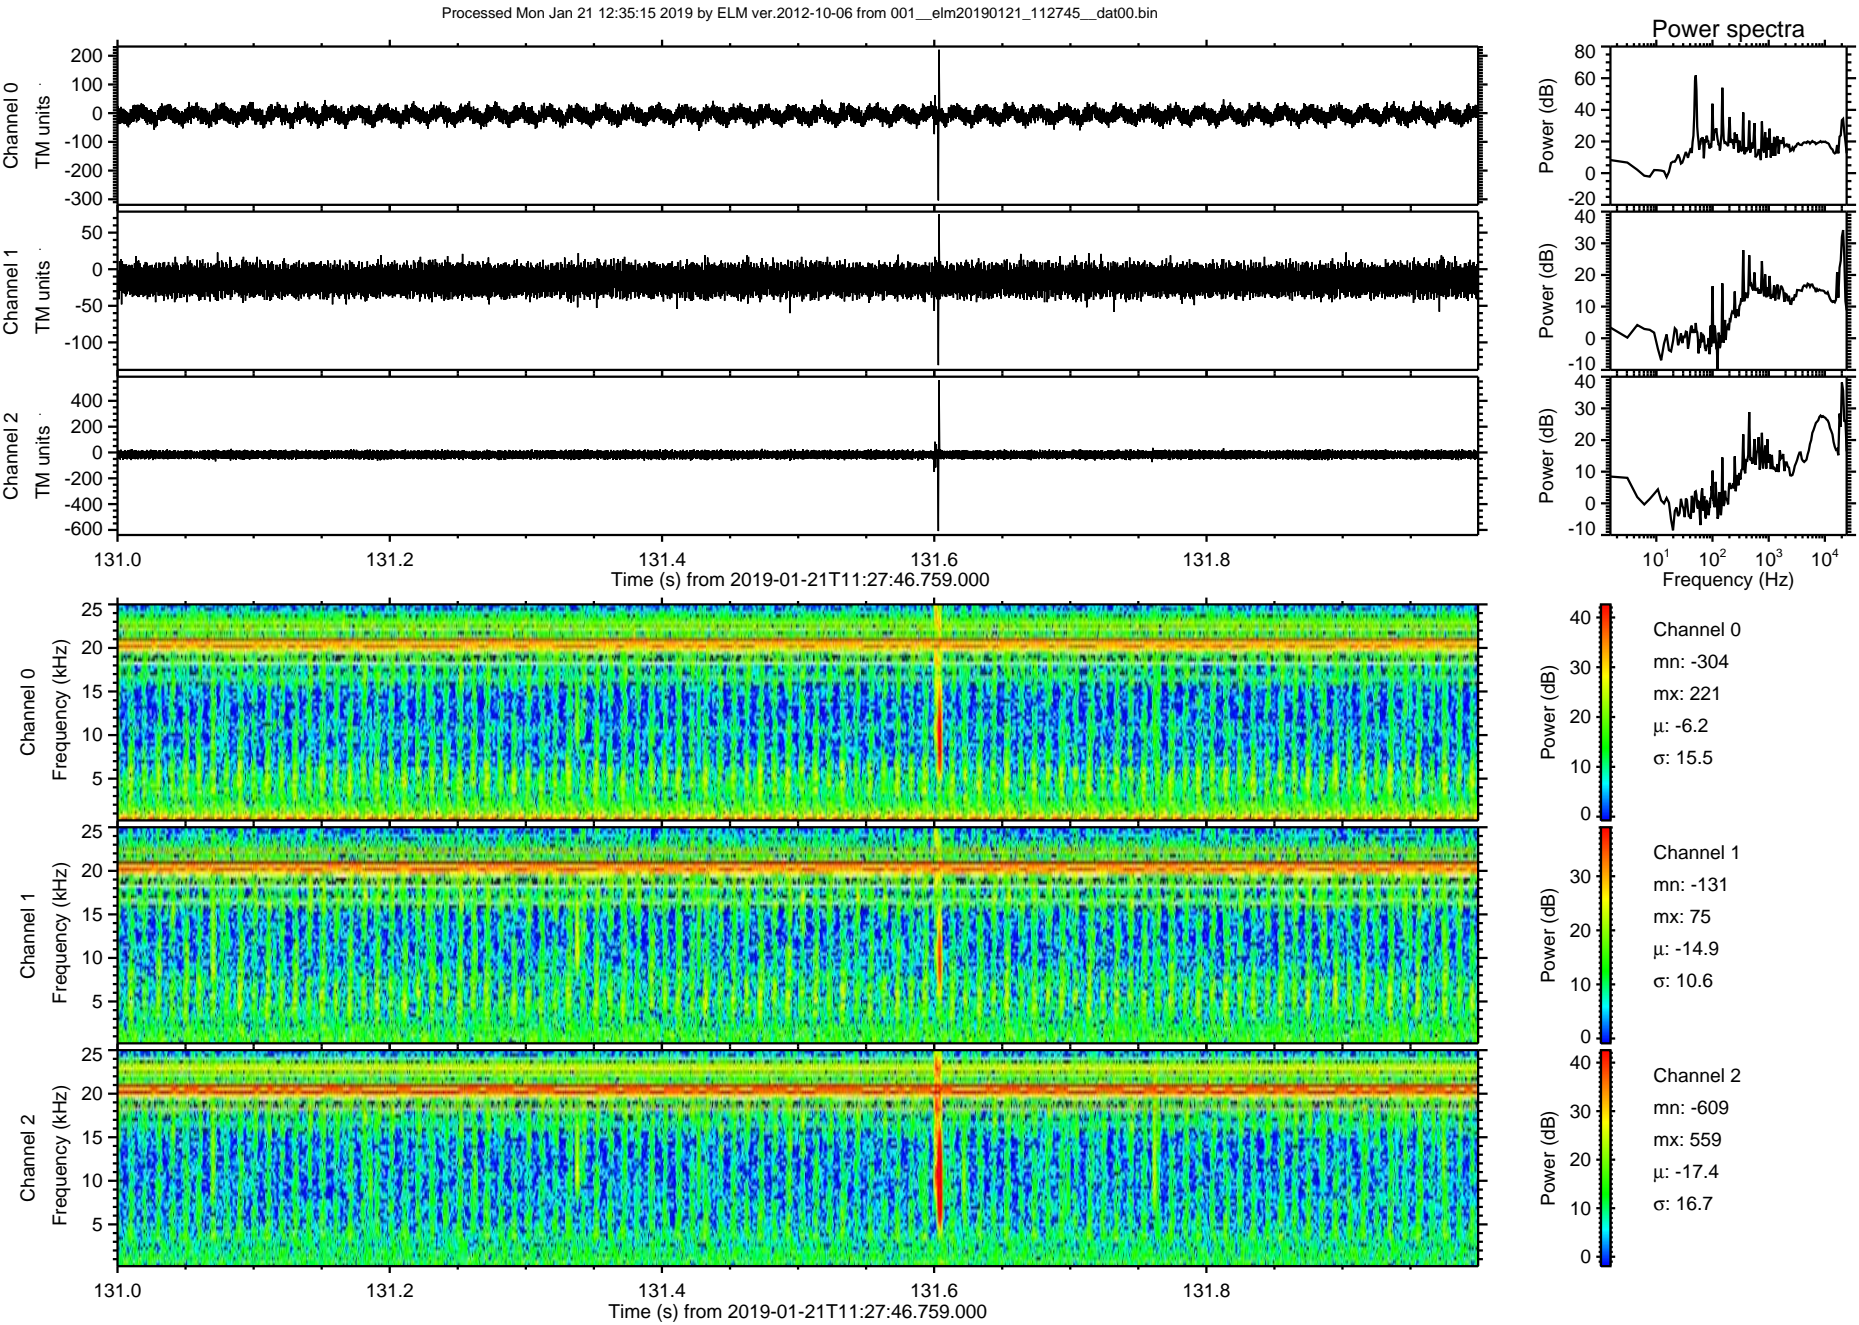 Processed Mon Jan 21 12:35:15 2019 by ELM ver.2012-10-06 from 001__elm20190121_112745__dat00.bin
Power spectra
Channel 0
TM units
200
100
0
-100
-200
-300
Power (dB)
80
60
40
20
0
-20
Channel 1
TM units
50
0
-50
-100
Power (dB)
40
30
20
10
0
-10
Channel 2
TM units
400
200
0
-200
-400
-600
Power (dB)
40
30
20
10
0
-10
131.0 131.2 131.4 131.6 131.8
Time (s) from 2019-01-21T11:27:46.759.000
10^1 10^2 10^3 10^4
Frequency (Hz)
Channel 0
Frequency (kHz)
25
20
15
10
5
Power (dB)
40
30
20
10
0
Channel 0
mn: -304
mx: 221
μ: -6.2
σ: 15.5
Channel 1
Frequency (kHz)
25
20
15
10
5
Power (dB)
30
20
10
0
Channel 1
mn: -131
mx: 75
μ: -14.9
σ: 10.6
Channel 2
Frequency (kHz)
25
20
15
10
5
Power (dB)
40
30
20
10
0
Channel 2
mn: -609
mx: 559
μ: -17.4
σ: 16.7
131.0 131.2 131.4 131.6 131.8
Time (s) from 2019-01-21T11:27:46.759.000